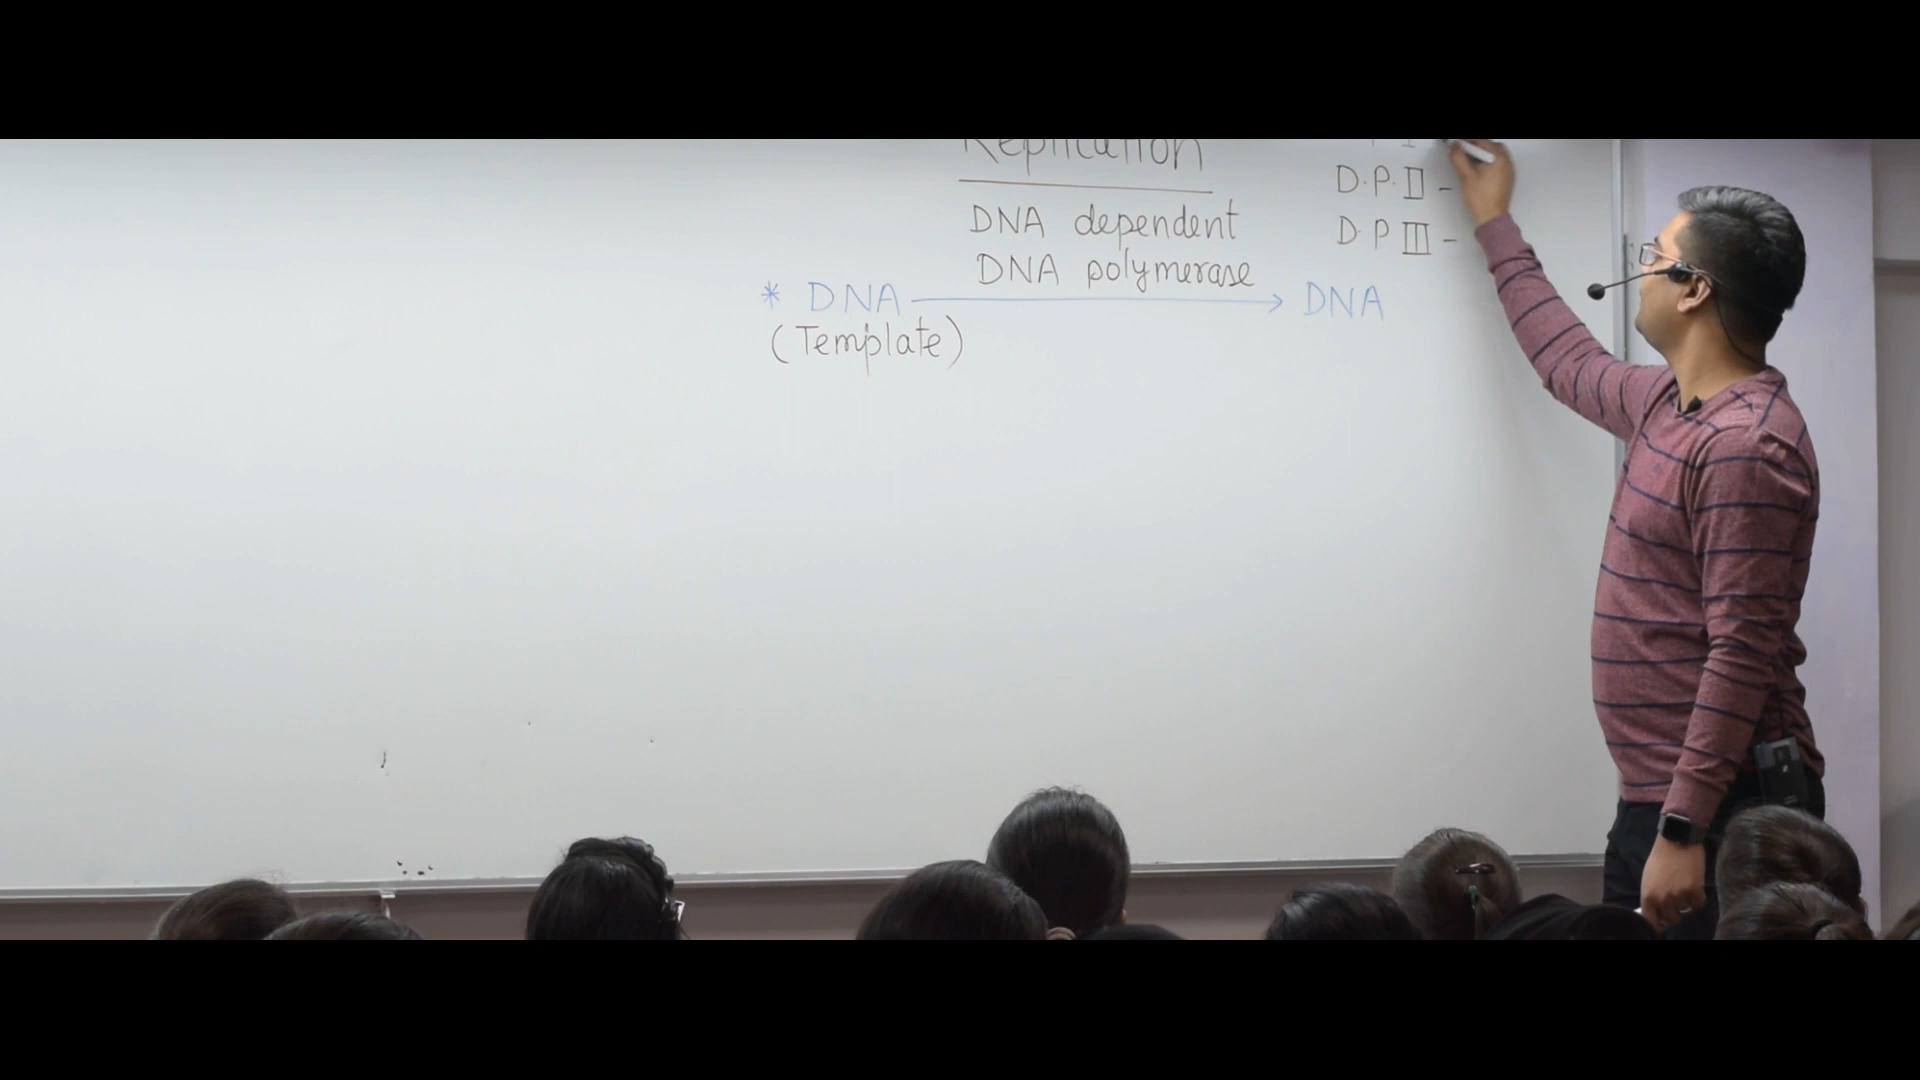 Replication
DNA dependent
DNA polymerase
* DNA → DNA
(Template)
D.P. II -
D.P III -